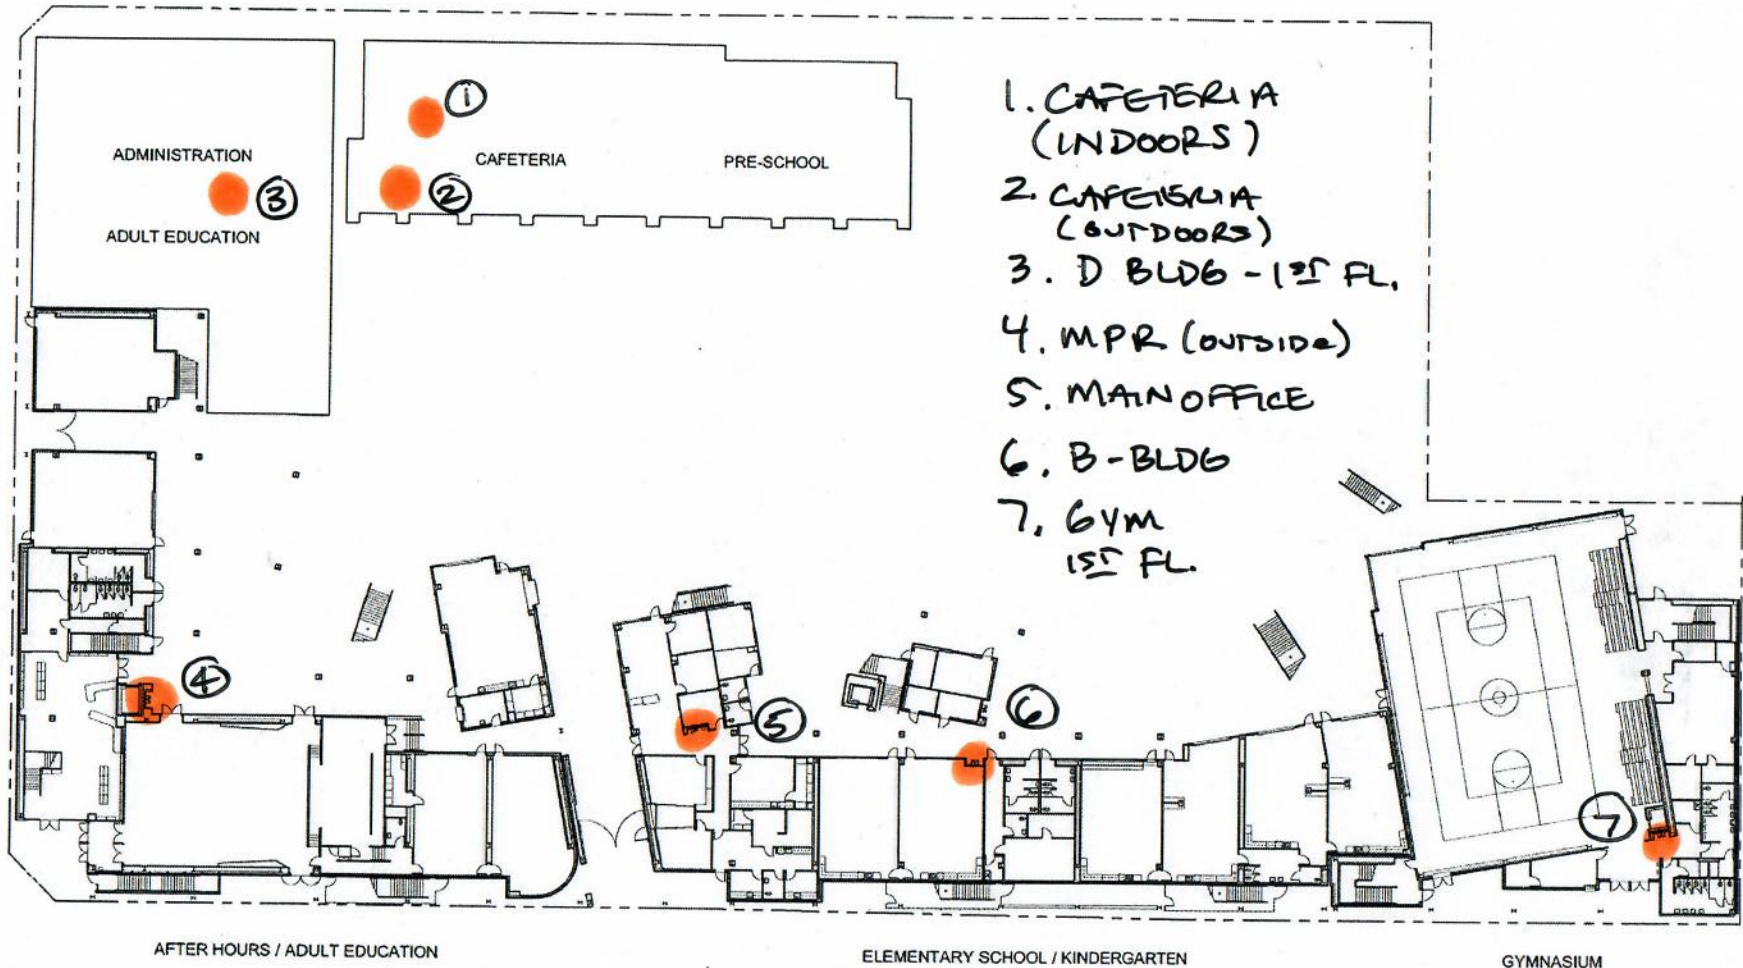 ①
1. CAFETERIA
(INDOORS)
ADMINISTRATION
CAFETERIA
PRE-SCHOOL
②
③
2. CAFETERIA
(OUTDOORS)
ADULT EDUCATION
3. D BLDG - 1ST FL.
4. MPR (OUTSIDE)
5. MAIN OFFICE
6. B-BLDG
7. GYM
1ST FL.
④
⑤
⑥
⑦
AFTER HOURS / ADULT EDUCATION
ELEMENTARY SCHOOL / KINDERGARTEN
GYMNASIUM